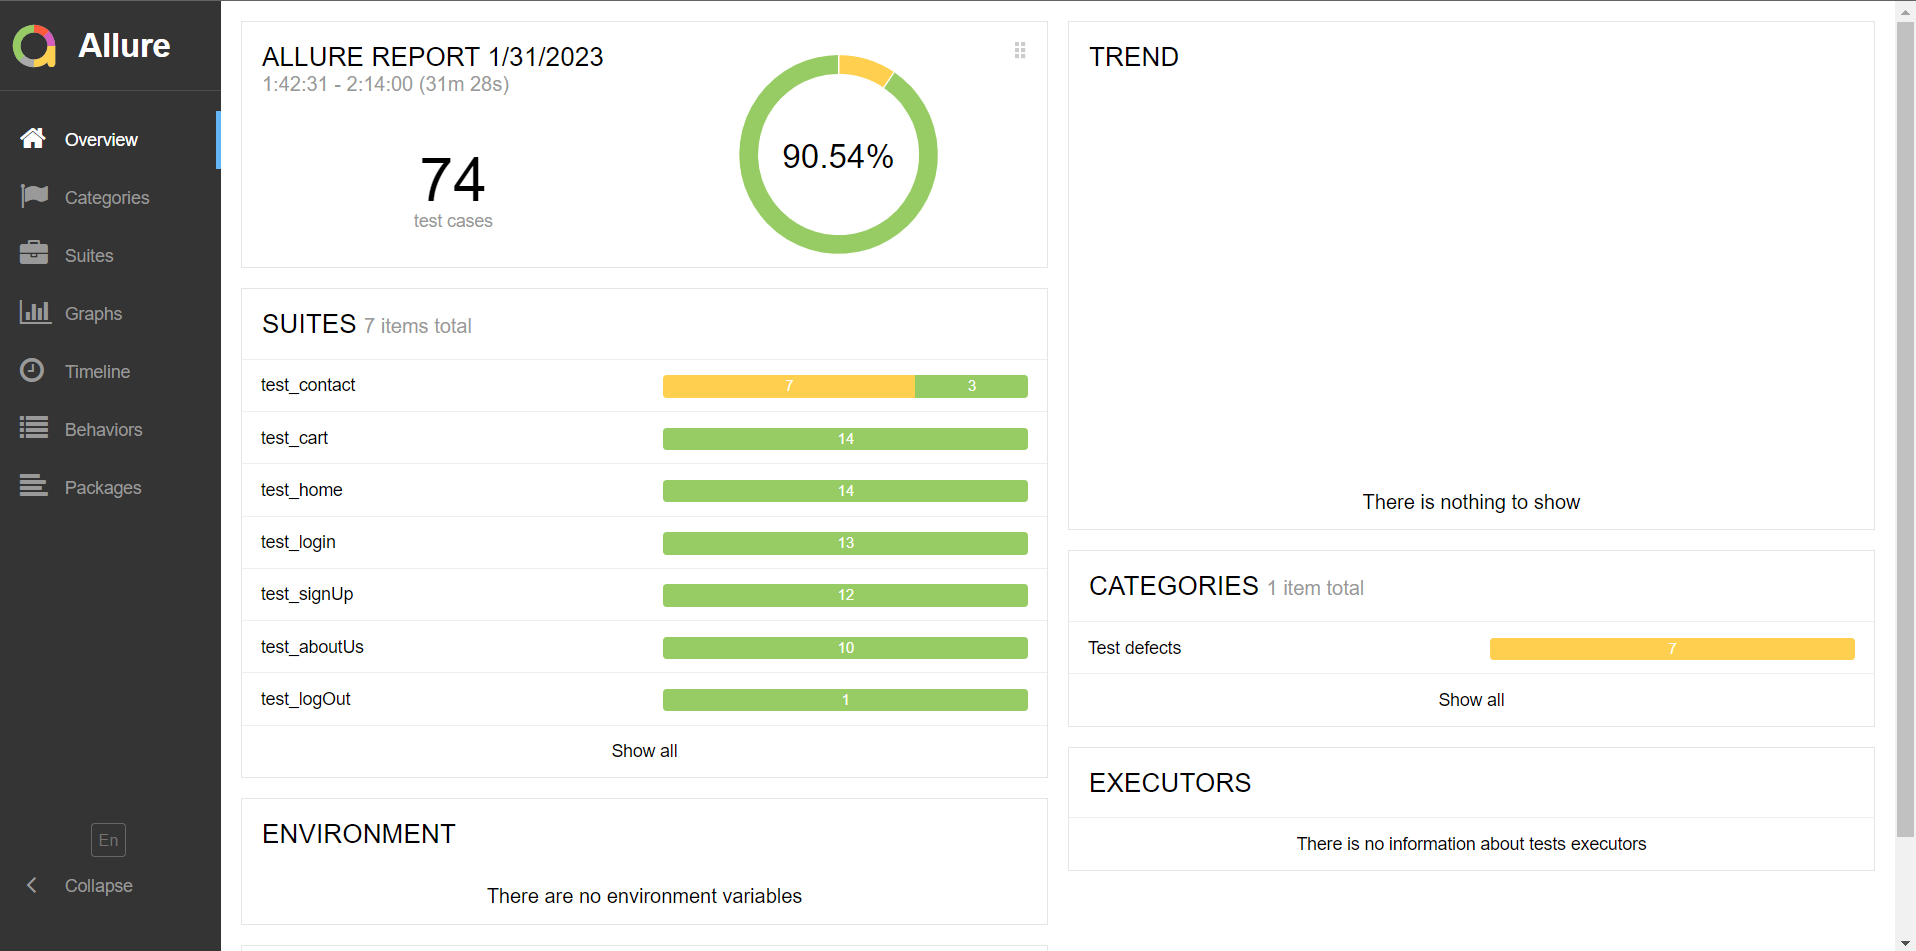 Allure
Overview
Categories
Suites
Graphs
Timeline
Behaviors
Packages
En
Collapse
ALLURE REPORT 1/31/2023
1:42:31 - 2:14:00 (31m 28s)
74
test cases
90.54%
SUITES 7 items total
test_contact 7 3
test_cart 14
test_home 14
test_login 13
test_signUp 12
test_aboutUs 10
test_logOut 1
Show all
ENVIRONMENT
There are no environment variables
TREND
There is nothing to show
CATEGORIES 1 item total
Test defects 7
Show all
EXECUTORS
There is no information about tests executors